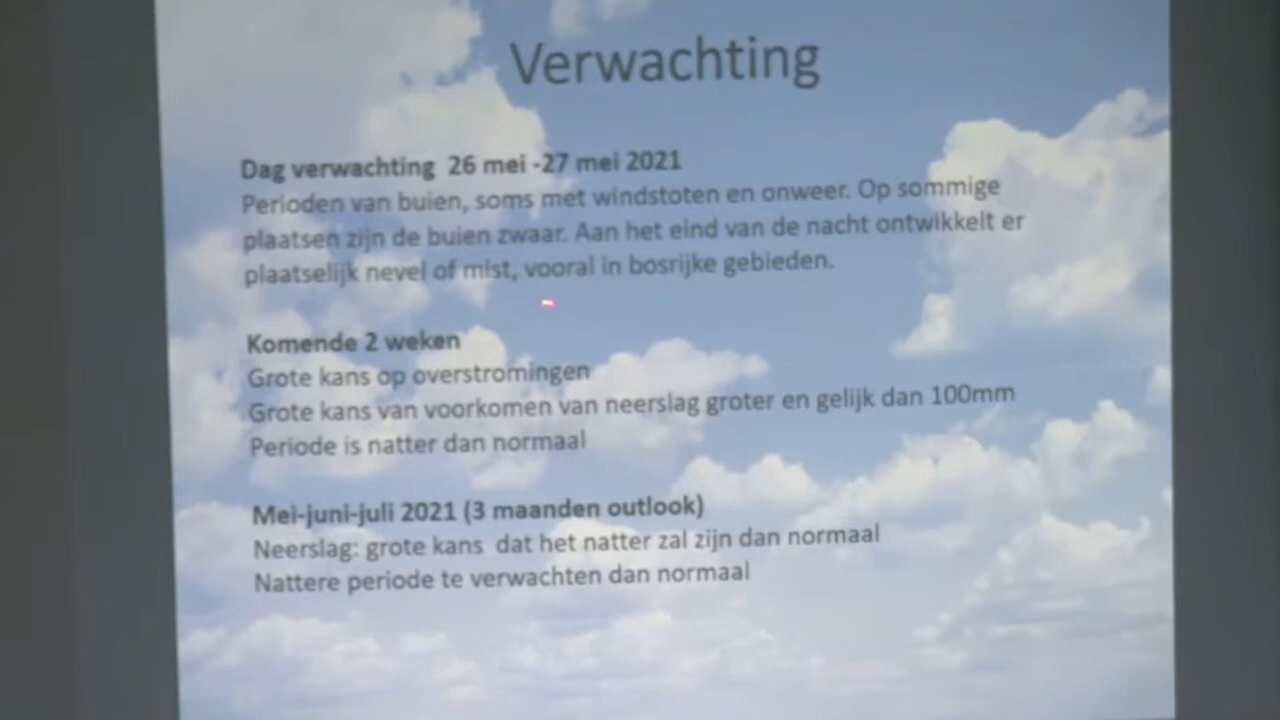 Verwachting
Dag verwachting 26 mei -27 mei 2021
Perioden van buien, soms met windstoten en onweer. Op sommige
plaatsen zijn de buien zwaar. Aan het eind van de nacht ontwikkelt er
plaatselijk nevel of mist, vooral in bosrijke gebieden.
Komende 2 weken
Grote kans op overstromingen
Grote kans van voorkomen van neerslag groter en gelijk dan 100mm
Periode is natter dan normaal
Mei-juni-juli 2021 (3 maanden outlook)
Neerslag: grote kans dat het natter zal zijn dan normaal
Nattere periode te verwachten dan normaal